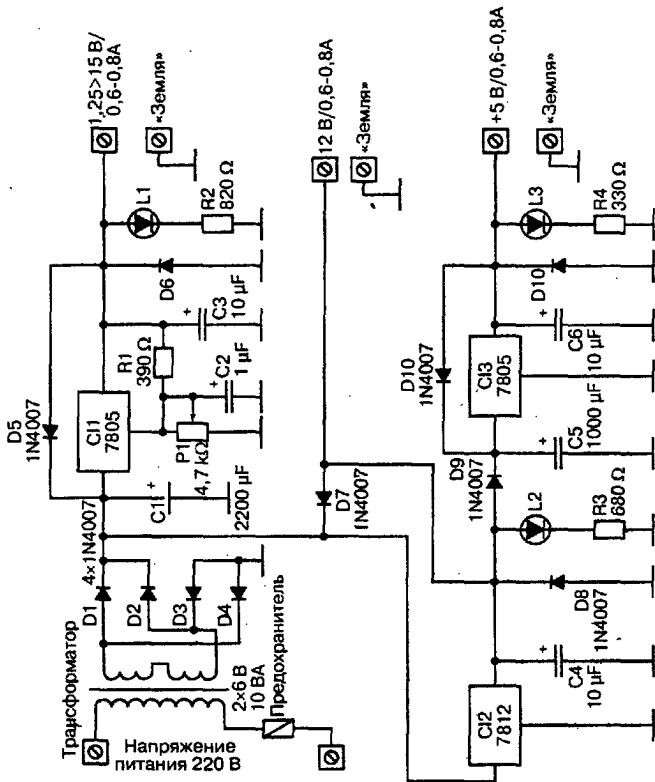 Трансформатор
Напряжение
питания 220 В
2×6 В
10 ВА
Предохранитель
D1
4×1N4007
D2
D3
D4
D5
1N4007
CI1
7805
C1
+
2200 µF
P1
4,7 kΩ
R1
390 Ω
C2
+
1 µF
C3
+
10 µF
D6
L1
R2
820 Ω
1,25>15 В/
0,6-0,8А
«Земля»
D7
1N4007
12 В/0,6-0,8А
«Земля»
CI2
7812
C4
+
10 µF
D8
1N4007
L2
R3
680 Ω
D9
1N4007
C5
+
1000 µF
D10
1N4007
CI3
7805
C6
+
10 µF
D10
L3
R4
330 Ω
+5 В/0,6-0,8А
«Земля»